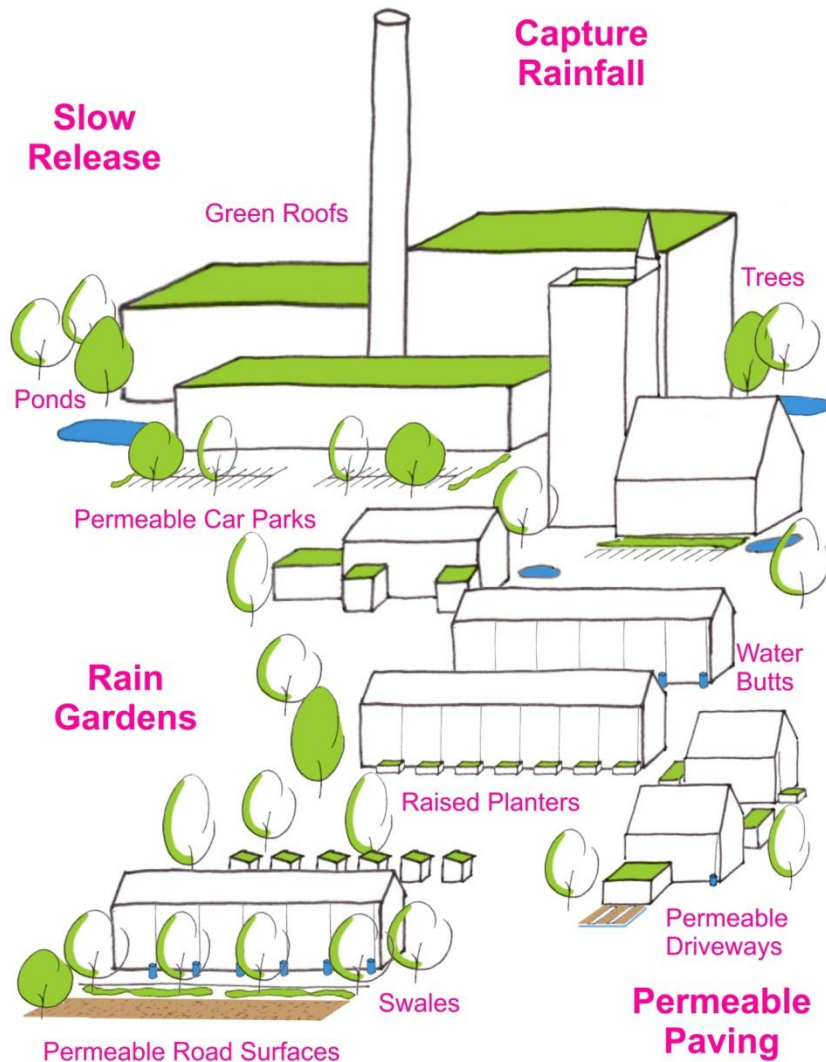 Capture
Rainfall
Slow
Release
Green Roofs
Trees
Ponds
Permeable Car Parks
Water
Butts
Rain
Gardens
Raised Planters
Permeable
Driveways
Swales
Permeable
Paving
Permeable Road Surfaces